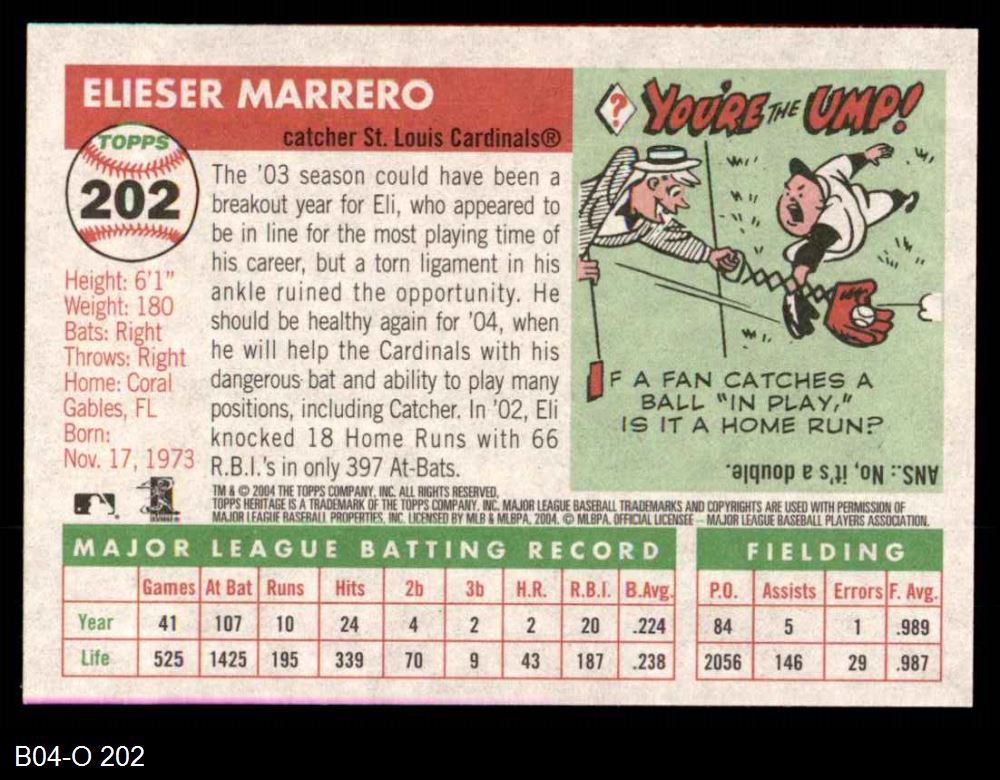 ELIESER MARRERO
catcher St. Louis Cardinals®
TOPPS
202
Height: 6'1"
Weight: 180
Bats: Right
Throws: Right
Home: Coral
Gables, FL
Born:
Nov. 17, 1973
The '03 season could have been a
breakout year for Eli, who appeared to
be in line for the most playing time of
his career, but a torn ligament in his
ankle ruined the opportunity. He
should be healthy again for '04, when
he will help the Cardinals with his
dangerous bat and ability to play many
positions, including Catcher. In '02, Eli
knocked 18 Home Runs with 66
R.B.I.'s in only 397 At-Bats.
? YOU'RE THE UMP!
IF A FAN CATCHES A
BALL "IN PLAY,"
IS IT A HOME RUN?
ANS.: No, it's a double.
TM & © 2004 THE TOPPS COMPANY, INC. ALL RIGHTS RESERVED.
TOPPS HERITAGE IS A TRADEMARK OF THE TOPPS COMPANY, INC. MAJOR LEAGUE BASEBALL TRADEMARKS AND COPYRIGHTS ARE USED WITH PERMISSION OF
MAJOR LEAGUE BASEBALL PROPERTIES, INC. LICENSED BY MLB & MLBPA, 2004. © MLBPA. OFFICIAL LICENSEE – MAJOR LEAGUE BASEBALL PLAYERS ASSOCIATION.
MAJOR LEAGUE BATTING RECORD
Games At Bat Runs Hits 2b 3b H.R. R.B.I. B.Avg.
Year 41 107 10 24 4 2 2 20 .224
Life 525 1425 195 339 70 9 43 187 .238
FIELDING
P.O. Assists Errors F. Avg.
84 5 1 .989
2056 146 29 .987
B04-O 202